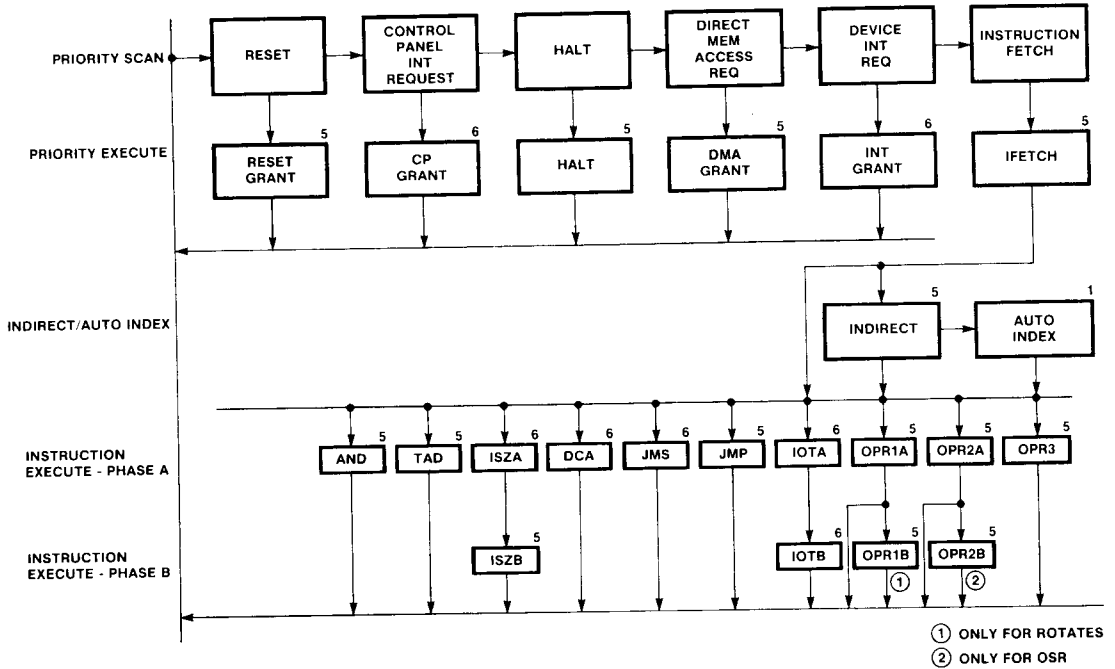 PRIORITY SCAN
RESET
CONTROL
PANEL
INT
REQUEST
HALT
DIRECT
MEM
ACCESS
REQ
DEVICE
INT
REQ
INSTRUCTION
FETCH
PRIORITY EXECUTE
5
RESET
GRANT
6
CP
GRANT
5
HALT
5
DMA
GRANT
6
INT
GRANT
5
IFETCH
INDIRECT/AUTO INDEX
5
INDIRECT
1
AUTO
INDEX
INSTRUCTION
EXECUTE - PHASE A
5
AND
5
TAD
6
ISZA
6
DCA
6
JMS
5
JMP
6
IOTA
5
OPR1A
5
OPR2A
5
OPR3
INSTRUCTION
EXECUTE - PHASE B
5
ISZB
6
IOTB
5
OPR1B
1
5
OPR2B
2
1 ONLY FOR ROTATES
2 ONLY FOR OSR